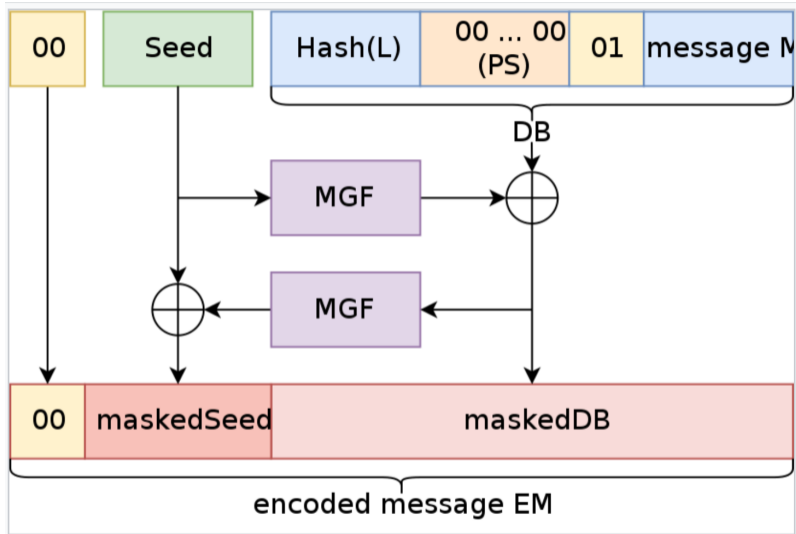 00
Seed
Hash(L)
00 ... 00
(PS)
01
message M
DB
MGF
MGF
00
maskedSeed
maskedDB
encoded message EM